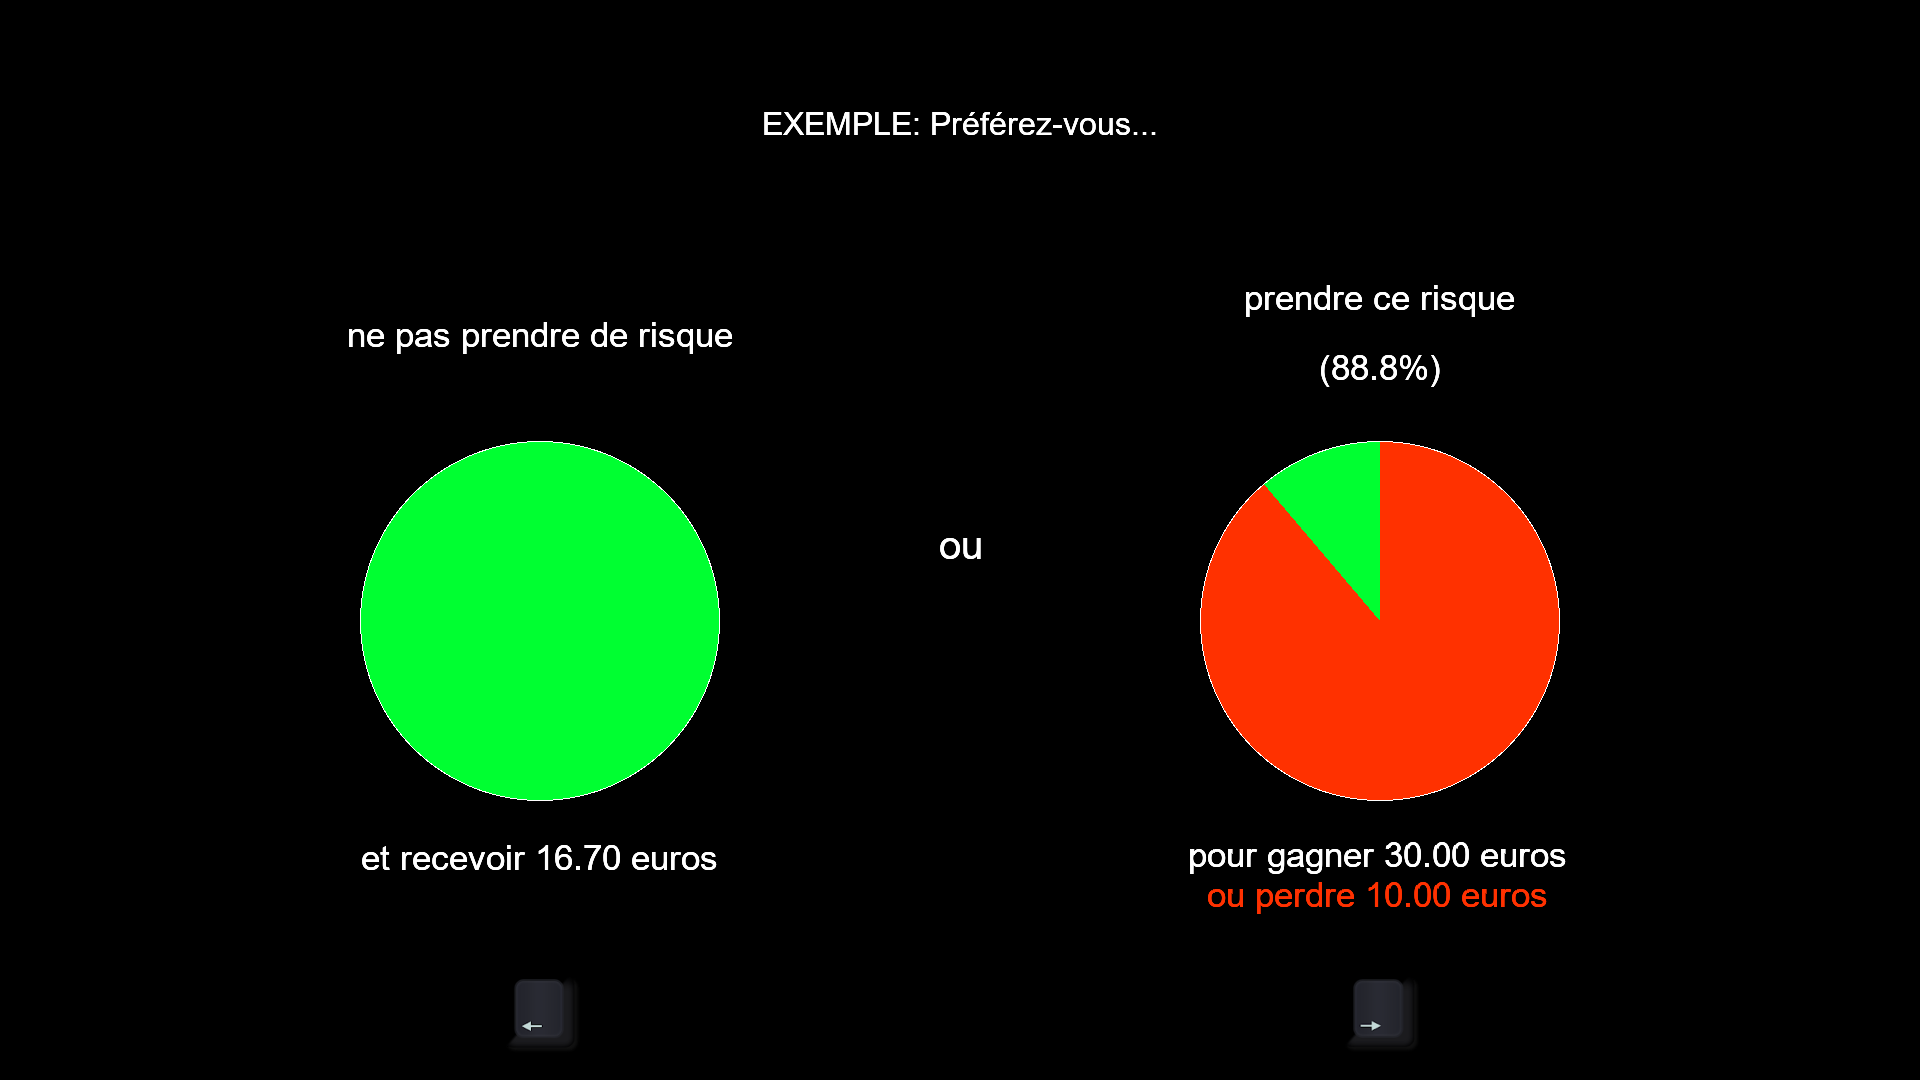 EXEMPLE: Préférez-vous...
ne pas prendre de risque
et recevoir 16.70 euros
ou
prendre ce risque
(88.8%)
pour gagner 30.00 euros
ou perdre 10.00 euros